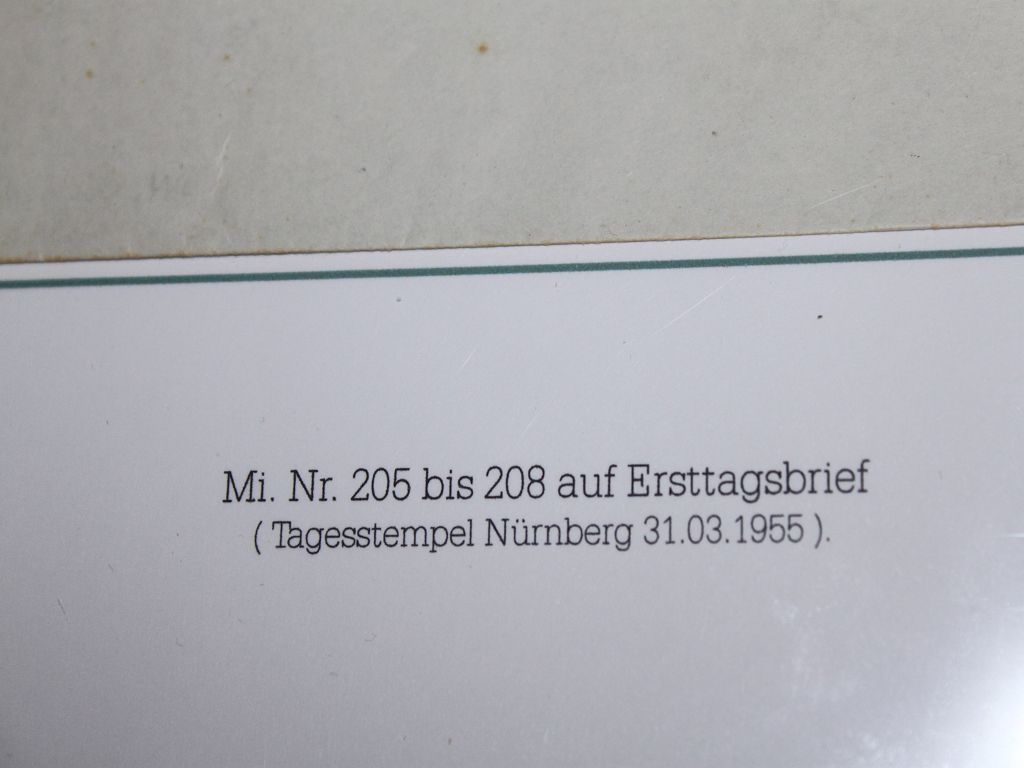 Mi. Nr. 205 bis 208 auf Ersttagsbrief
( Tagesstempel Nürnberg 31.03.1955 ).